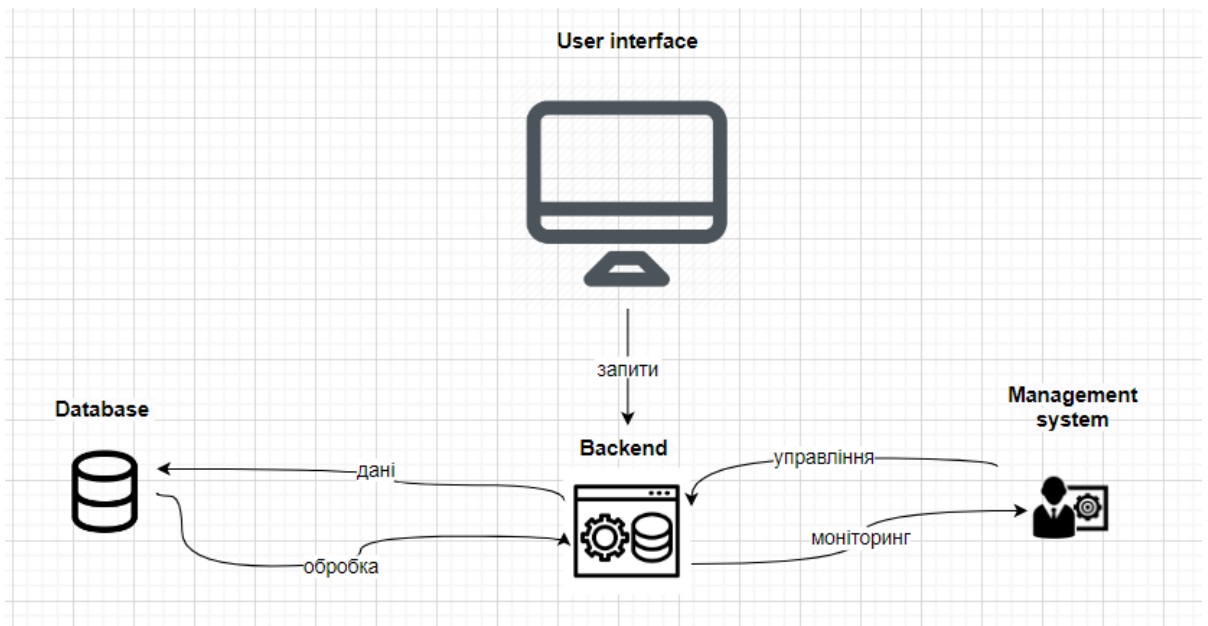 User interface
запити
Database
Management
system
Backend
дані
управління
моніторинг
обробка